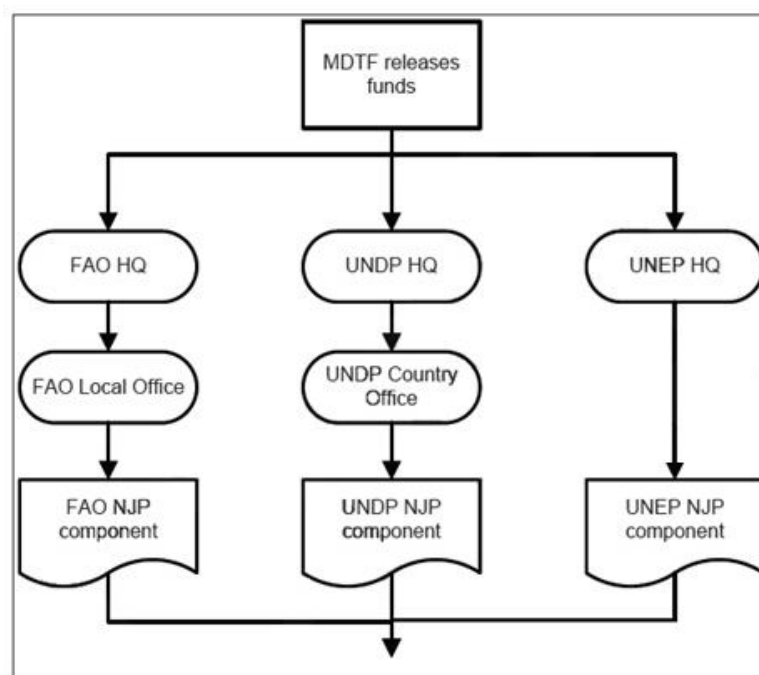 MDTF releases
funds
FAO HQ
UNDP HQ
UNEP HQ
FAO Local Office
UNDP Country
Office
FAO NJP
component
UNDP NJP
component
UNEP NJP
component